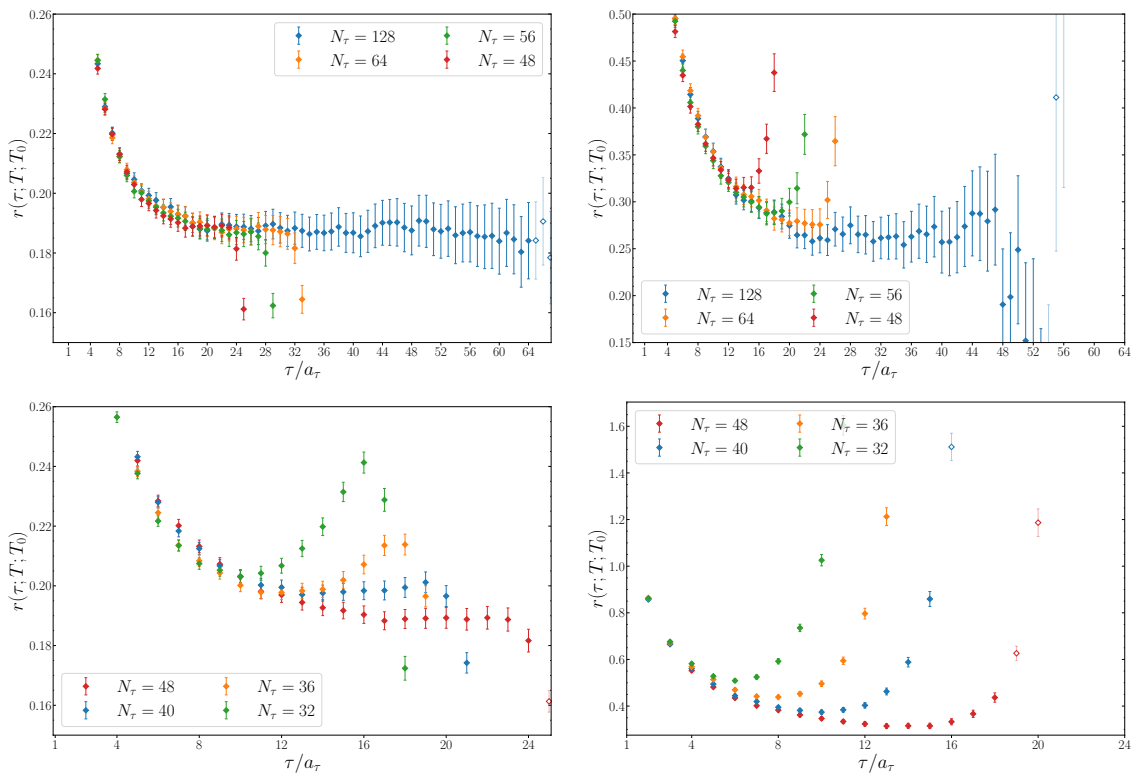 0.26
0.24
0.22
0.20
0.18
0.16
r(τ; T; T₀)
N_τ = 128
N_τ = 64
N_τ = 56
N_τ = 48
1 4 8 12 16 20 24 28 32 36 40 44 48 52 56 60 64
τ/a_τ
0.50
0.45
0.40
0.35
0.30
0.25
0.20
0.15
r(τ; T; T₀)
N_τ = 128
N_τ = 64
N_τ = 56
N_τ = 48
1 4 8 12 16 20 24 28 32 36 40 44 48 52 56 60 64
τ/a_τ
0.26
0.24
0.22
0.20
0.18
0.16
r(τ; T; T₀)
N_τ = 48
N_τ = 40
N_τ = 36
N_τ = 32
1 4 8 12 16 20 24
τ/a_τ
1.6
1.4
1.2
1.0
0.8
0.6
0.4
r(τ; T; T₀)
N_τ = 48
N_τ = 40
N_τ = 36
N_τ = 32
1 4 8 12 16 20 24
τ/a_τ